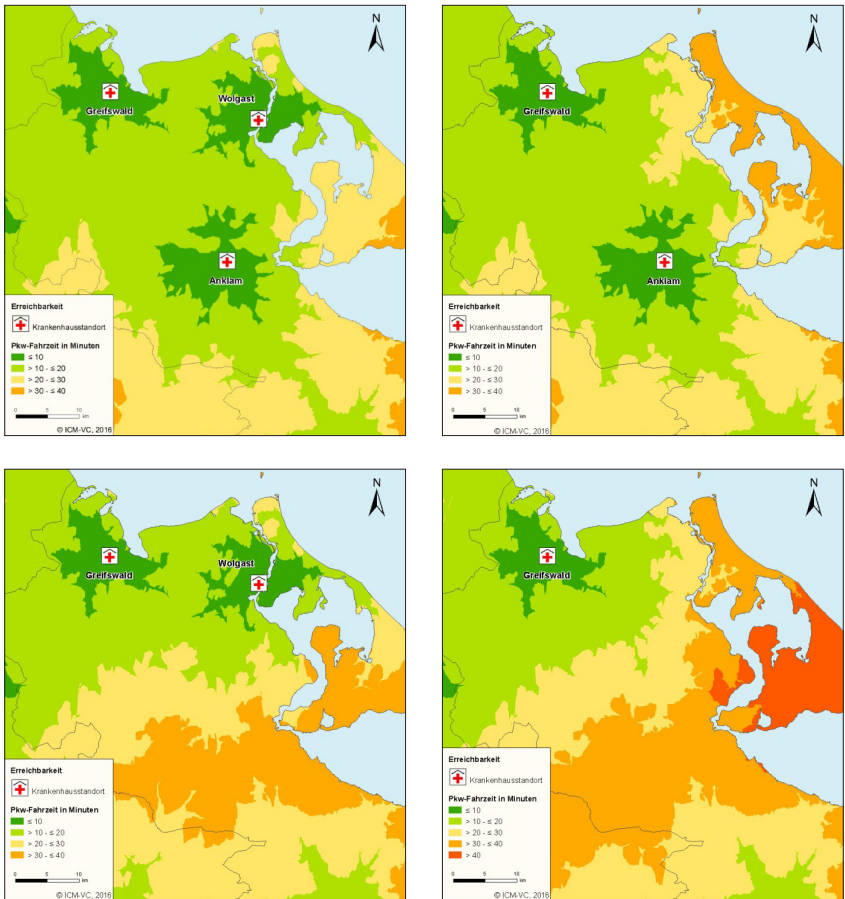 N
Greifswald
Wolgast
Anklam
Erreichbarkeit
Krankenhausstandort
Pkw-Fahrzeit in Minuten
≤ 10
> 10 - ≤ 20
> 20 - ≤ 30
> 30 - ≤ 40
0 5 10
km
© ICM-VC, 2016
N
Greifswald
Anklam
Erreichbarkeit
Krankenhausstandort
Pkw-Fahrzeit in Minuten
≤ 10
> 10 - ≤ 20
> 20 - ≤ 30
> 30 - ≤ 40
0 5 10
km
© ICM-VC, 2016
N
Greifswald
Wolgast
Erreichbarkeit
Krankenhausstandort
Pkw-Fahrzeit in Minuten
≤ 10
> 10 - ≤ 20
> 20 - ≤ 30
> 30 - ≤ 40
0 5 10
km
© ICM-VC, 2016
N
Greifswald
Erreichbarkeit
Krankenhausstandort
Pkw-Fahrzeit in Minuten
≤ 10
> 10 - ≤ 20
> 20 - ≤ 30
> 30 - ≤ 40
> 40
0 5 10
km
© ICM-VC, 2016